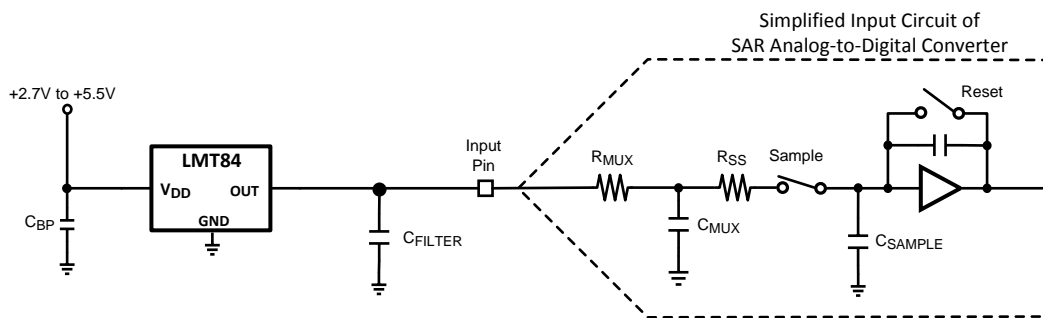 Simplified Input Circuit of
SAR Analog-to-Digital Converter
+2.7V to +5.5V
Reset
LMT84
Input
Pin
RMUX
RSS
Sample
VDD
OUT
GND
CBP
CFILTER
CMUX
CSAMPLE